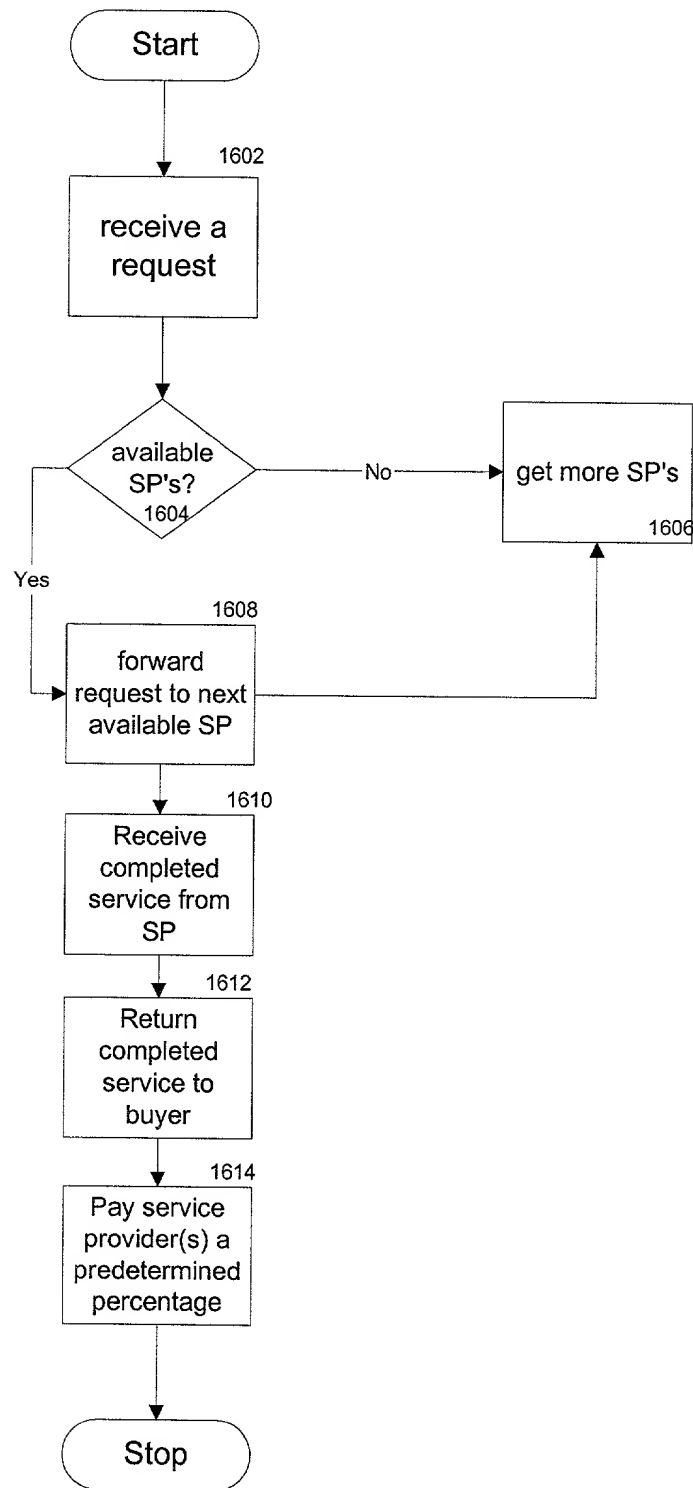 Start
1602
receive a
request
available
SP's?
1604
No
get more SP's
1606
Yes
1608
forward
request to next
available SP
1610
Receive
completed
service from
SP
1612
Return
completed
service to
buyer
1614
Pay service
provider(s) a
predetermined
percentage
Stop